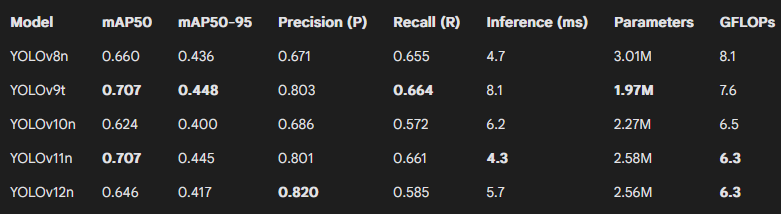 Model mAP50 mAP50-95 Precision (P) Recall (R) Inference (ms) Parameters GFLOPs
YOLOv8n 0.660 0.436 0.671 0.655 4.7 3.01M 8.1
YOLOv9t 0.707 0.448 0.803 0.664 8.1 1.97M 7.6
YOLOv10n 0.624 0.400 0.686 0.572 6.2 2.27M 6.5
YOLOv11n 0.707 0.445 0.801 0.661 4.3 2.58M 6.3
YOLOv12n 0.646 0.417 0.820 0.585 5.7 2.56M 6.3